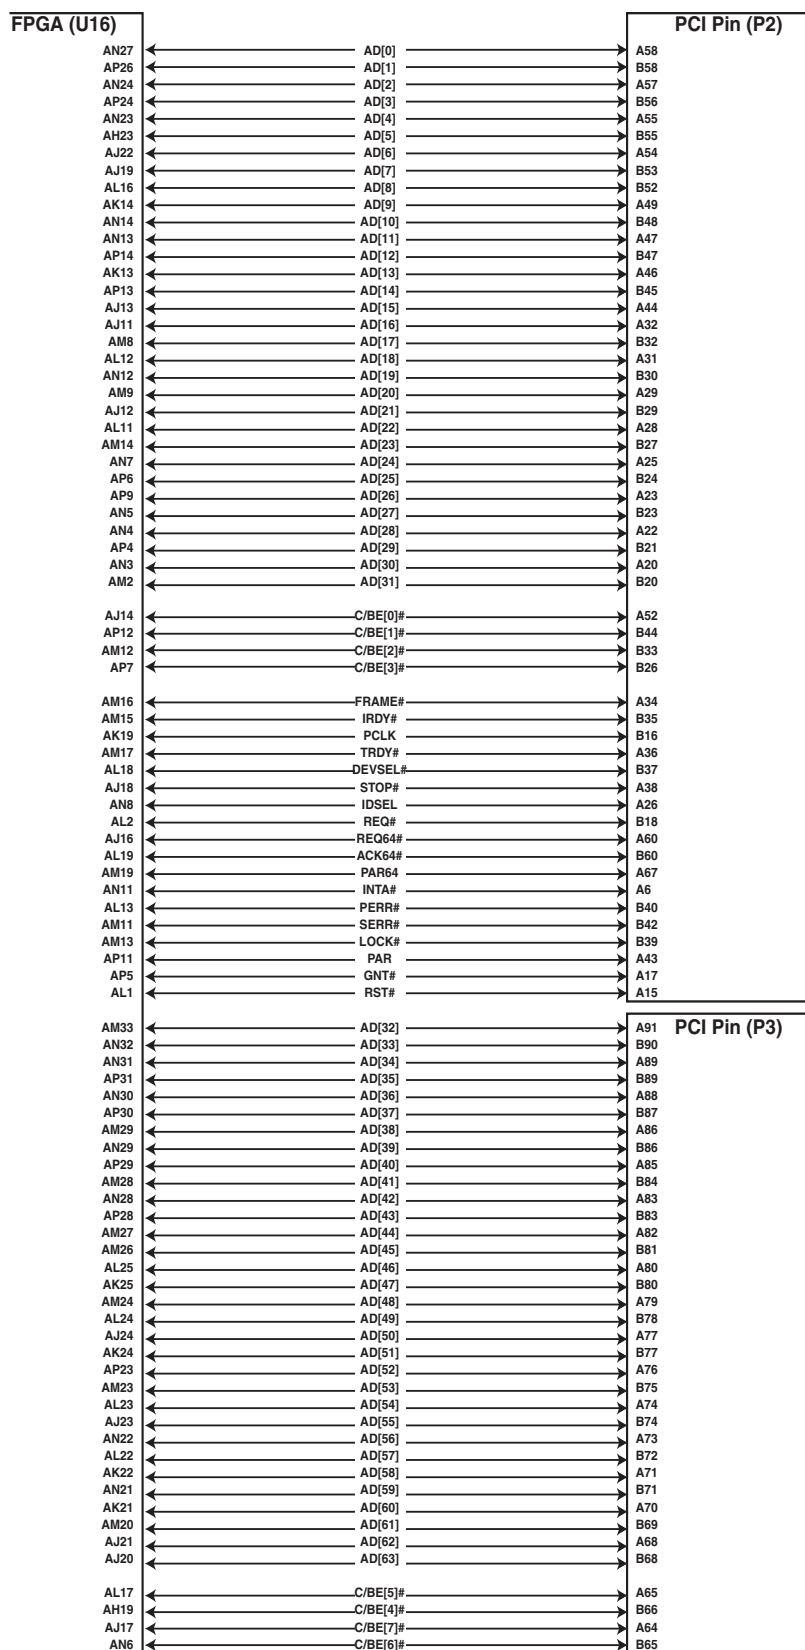 FPGA (U16) PCI Pin (P2)
AN27 AD[0] A58
AP26 AD[1] B58
AN24 AD[2] A57
AP24 AD[3] B56
AN23 AD[4] A55
AH23 AD[5] B55
AJ22 AD[6] A54
AJ19 AD[7] B53
AL16 AD[8] B52
AK14 AD[9] A49
AN14 AD[10] B48
AN13 AD[11] A47
AP14 AD[12] B47
AK13 AD[13] A46
AP13 AD[14] B45
AJ13 AD[15] A44
AJ11 AD[16] A32
AM8 AD[17] B32
AL12 AD[18] A31
AN12 AD[19] B30
AM9 AD[20] A29
AJ12 AD[21] B29
AL11 AD[22] A28
AM14 AD[23] B27
AN7 AD[24] A25
AP6 AD[25] B24
AP9 AD[26] A23
AN5 AD[27] B23
AN4 AD[28] A22
AP4 AD[29] B21
AN3 AD[30] A20
AM2 AD[31] B20
AJ14 C/BE[0]# A52
AP12 C/BE[1]# B44
AM12 C/BE[2]# B33
AP7 C/BE[3]# B26
AM16 FRAME# A34
AM15 IRDY# B35
AK19 PCLK B16
AM17 TRDY# A36
AL18 DEVSEL# B37
AJ18 STOP# A38
AN8 IDSEL A26
AL2 REQ# B18
AJ16 REQ64# A60
AL19 ACK64# B60
AM19 PAR64 A67
AN11 INTA# A6
AL13 PERR# B40
AM11 SERR# B42
AM13 LOCK# B39
AP11 PAR A43
AP5 GNT# A17
AL1 RST# A15
AM33 AD[32] A91 PCI Pin (P3)
AN32 AD[33] B90
AN31 AD[34] A89
AP31 AD[35] B89
AN30 AD[36] A88
AP30 AD[37] B87
AM29 AD[38] A86
AN29 AD[39] B86
AP29 AD[40] A85
AM28 AD[41] B84
AN28 AD[42] A83
AP28 AD[43] B83
AM27 AD[44] A82
AM26 AD[45] B81
AL25 AD[46] A80
AK25 AD[47] B80
AM24 AD[48] A79
AL24 AD[49] B78
AJ24 AD[50] A77
AK24 AD[51] B77
AP23 AD[52] A76
AM23 AD[53] B75
AL23 AD[54] A74
AJ23 AD[55] B74
AN22 AD[56] A73
AL22 AD[57] B72
AK22 AD[58] A71
AN21 AD[59] B71
AK21 AD[60] A70
AM20 AD[61] B69
AJ21 AD[62] A68
AJ20 AD[63] B68
AL17 C/BE[5]# A65
AH19 C/BE[4]# B66
AJ17 C/BE[7]# A64
AN6 C/BE[6]# B65